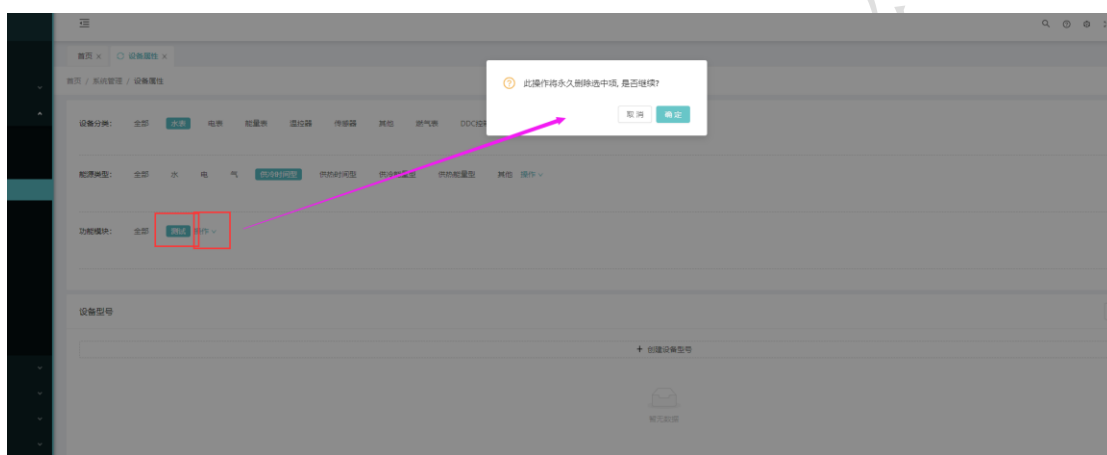 首页 × 设备属性 ×
首页 / 系统管理 / 设备属性
此操作将永久删除选中项, 是否继续?
取 消 确 定
设备分类: 全部 水表 电表 能量表 温控器 传感器 其他 燃气表 DDC控
能源类型: 全部 水 电 气 供冷时间型 供热时间型 供冷能量型 供热能量型 其他 操作
功能模块: 全部 测试 操作
设备型号
+ 创建设备型号
暂无数据